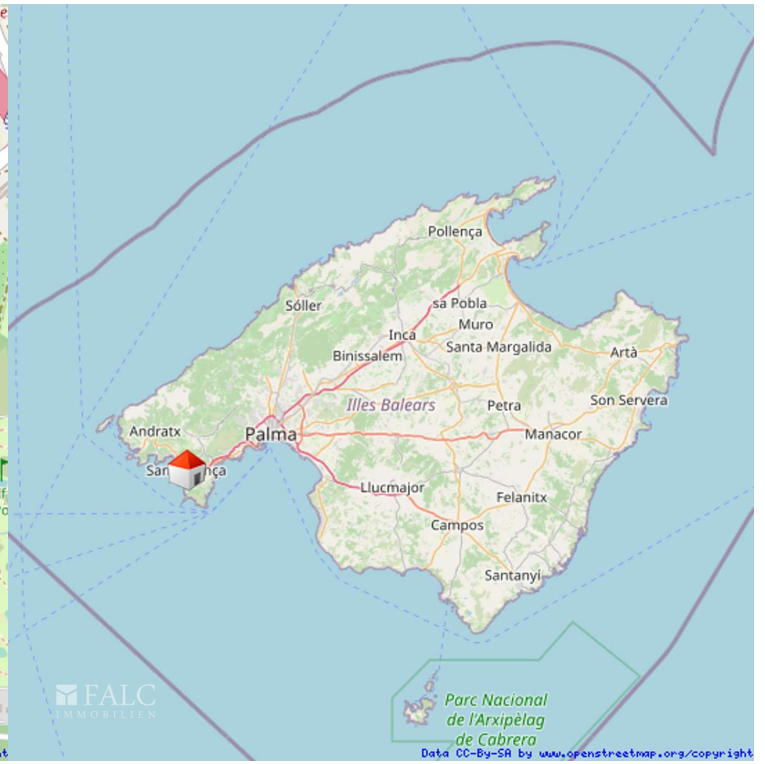 Pollença
sa Pobla
Sóller
Muro
Inca
Santa Margalida
Binissalem
Artà
Son Servera
Illes Balears
Petra
Andratx
Palma
Manacor
Llucmajor
Felanitx
Campos
Santanyí
FALC
IMMOBILIEN
Parc Nacional
de l'Arxipèlag
de Cabrera
Data CC-By-SA by www.openstreetmap.org/copyright